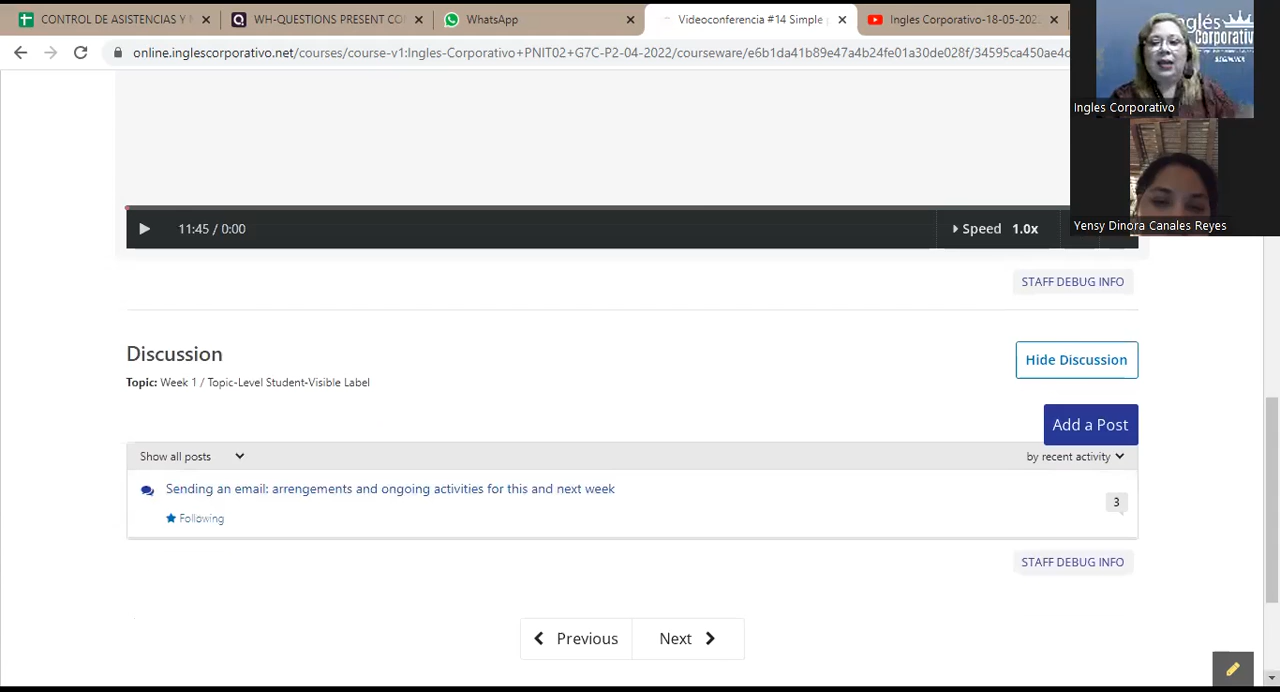 CONTROL DE ASISTENCIAS Y
WH-QUESTIONS PRESENT CO
WhatsApp
Videoconferencia #14 Simple
Ingles Corporativo-18-05-202
online.inglescorporativo.net/courses/course-v1:Ingles-Corporativo+PNIT02+G7C-P2-04-2022/courseware/e6b1da41b89e47a4b24fe01a30de028f/34595ca450ae4c
Inglés
Corporativo
Ingles Corporativo
Yensy Dinora Canales Reyes
11:45 / 0:00
Speed 1.0x
STAFF DEBUG INFO
Discussion
Hide Discussion
Topic: Week 1 / Topic-Level Student-Visible Label
Add a Post
Show all posts
by recent activity
Sending an email: arrengements and ongoing activities for this and next week
3
Following
STAFF DEBUG INFO
Previous
Next